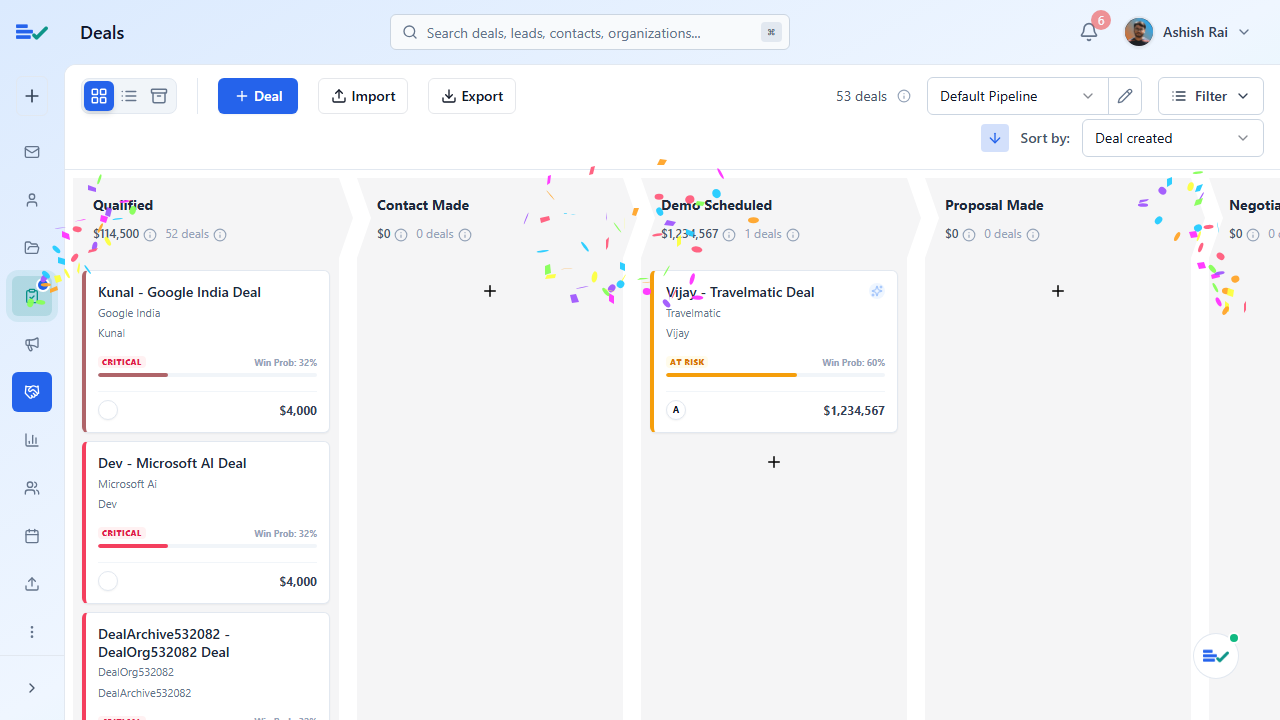 Deals
Search deals, leads, contacts, organizations...
⌘
6
Ashish Rai
Deal
Import
Export
53 deals
Default Pipeline
Filter
Sort by:
Deal created
Qualified
$114,500
52 deals
Contact Made
$0
0 deals
Demo Scheduled
$1,234,567
1 deals
Proposal Made
$0
0 deals
Negotia
$0
0 d
Kunal - Google India Deal
Google India
Kunal
CRITICAL
Win Prob: 32%
$4,000
Dev - Microsoft AI Deal
Microsoft Ai
Dev
CRITICAL
Win Prob: 32%
$4,000
DealArchive532082 -
DealOrg532082 Deal
DealOrg532082
DealArchive532082
Vijay - Travelmatic Deal
Travelmatic
Vijay
AT RISK
Win Prob: 60%
A
$1,234,567